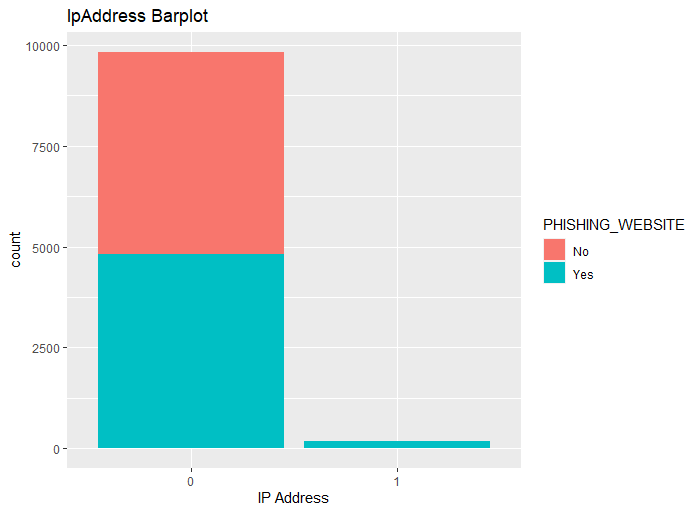 IpAddress Barplot
10000
7500
5000
2500
0
count
0 1
IP Address
PHISHING_WEBSITE
No
Yes